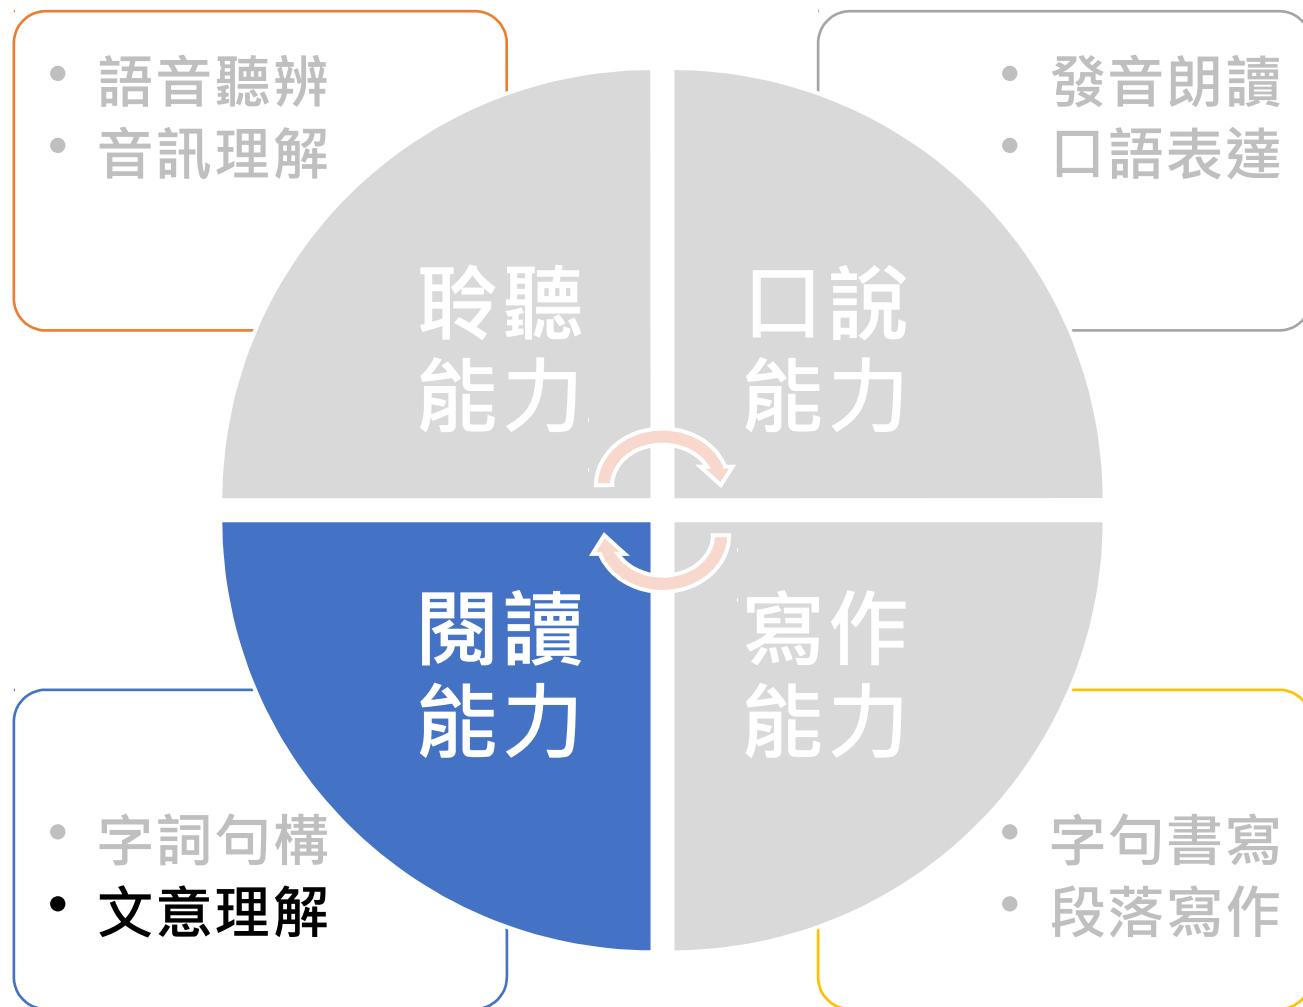 • 語音聽辨
• 音訊理解
• 發音朗讀
• 口語表達
聆聽
能力
口說
能力
閱讀
能力
寫作
能力
• 字詞句構
• 文意理解
• 字句書寫
• 段落寫作